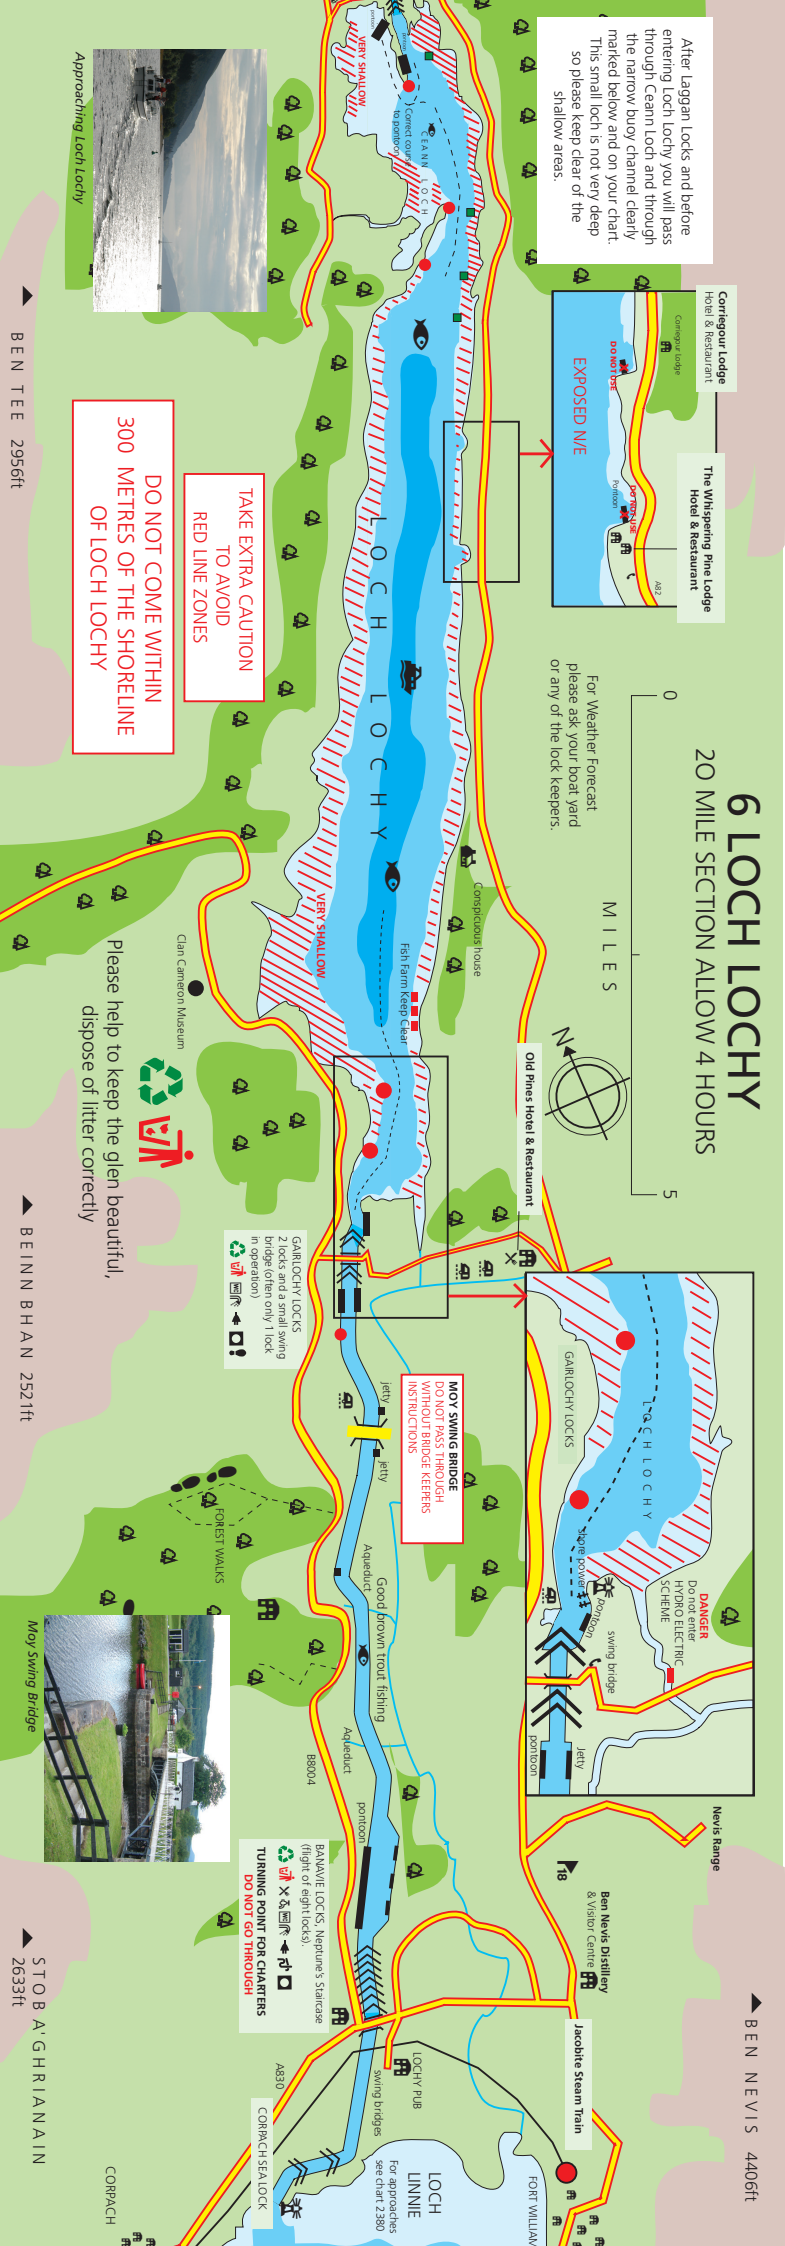 6 LOCH LOCHY
20 MILE SECTION ALLOW 4 HOURS
0
5
MILES
N
After Laggan Locks and before
entering Loch Lochy you will pass
through Ceann Loch and through
the narrow buoy channel clearly
marked below and on your chart.
This small loch is not very deep
so please keep clear of the
shallow areas.
For Weather Forecast
please ask your boat yard
or any of the lock keepers.
Corriegour Lodge
Hotel & Restaurant
The Whispering Pine Lodge
Hotel & Restaurant
Corriegour Lodge
DO NOT USE
DO NOT USE
Pontoon
A82
EXPOSED N/E
pontoon
pontoon
VERY SHALLOW
Correct course
to pontoon
CEANN LOCH
LOCH LOCHY
Approaching Loch Lochy
BEN TEE 2956ft
TAKE EXTRA CAUTION
TO AVOID
RED LINE ZONES
DO NOT COME WITHIN
300 METRES OF THE SHORELINE
OF LOCH LOCHY
VERY SHALLOW
Conspicuous house
Fish Farm Keep Clear
Clan Cameron Museum
Please help to keep the glen beautiful,
dispose of litter correctly
Old Pines Hotel & Restaurant
GAIRLOCHY LOCKS
2 locks and a small swing
bridge (often only 1 lock
in operation)
BEINN BHAN 2521ft
MOY SWING BRIDGE
DO NOT PASS THROUGH
WITHOUT BRIDGE KEEPERS
INSTRUCTIONS
jetty
jetty
FOREST WALKS
Aqueduct
Good brown trout fishing
Aqueduct
B8004
Moy Swing Bridge
GAIRLOCHY LOCKS
LOCH LOCHY
shore power
pontoon
DANGER
Do not enter
HYDRO ELECTRIC
SCHEME
swing bridge
Jetty
pontoon
Nevis Range
18
Ben Nevis Distillery
& Visitor Centre
pontoon
BANAVIE LOCKS, Neptune's Staircase
(flight of eight locks).
TURNING POINT FOR CHARTERS
DO NOT GO THROUGH
STOB A'GHRIANAIN
2633ft
BEN NEVIS 4406ft
Jacobite Steam Train
LOCHY PUB
swing bridges
A830
CORPACH SEA LOCK
CORPACH
LOCH
LINNIE
For approaches
see chart 2380
FORT WILLIAM